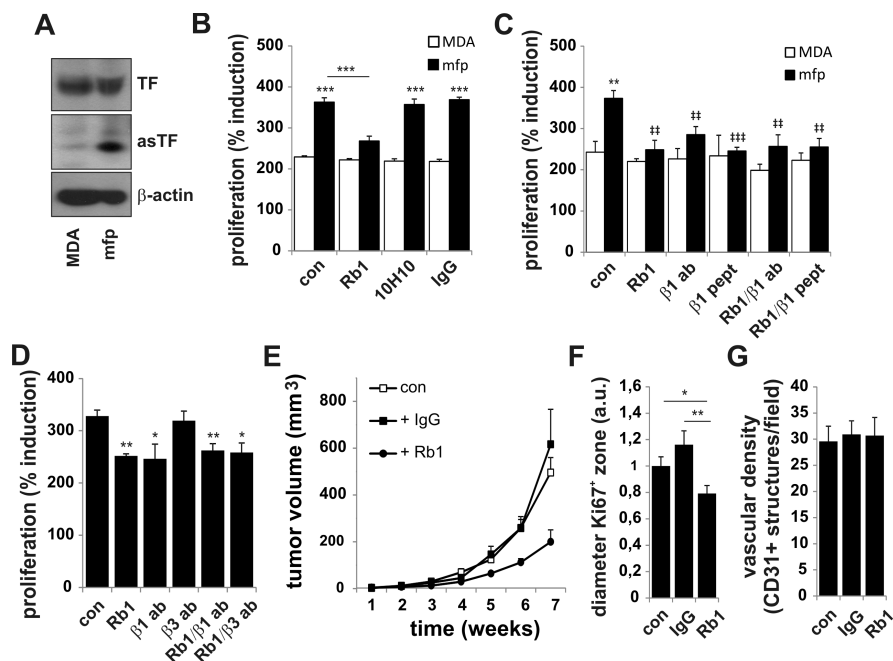 A
TF
asTF
β-actin
MDA
mfp
B
proliferation (% induction)
500
400
300
200
100
0
MDA
mfp
***
***
***
***
con
Rb1
10H10
IgG
C
proliferation (% induction)
500
400
300
200
100
0
MDA
mfp
**
‡‡
‡‡
‡‡‡
‡‡
‡‡
con
Rb1
β1 ab
β1 pept
Rb1/β1 ab
Rb1/β1 pept
D
proliferation (% induction)
400
300
200
100
0
**
*
**
*
con
Rb1
β1 ab
β3 ab
Rb1/β1 ab
Rb1/β3 ab
E
tumor volume (mm3)
800
600
400
200
0
con
+ IgG
+ Rb1
1 2 3 4 5 6 7
time (weeks)
F
diameter Ki67+ zone (a.u.)
1,6
1,4
1,2
1
0,8
0,6
0,4
0,2
0
*
**
con
IgG
Rb1
G
vascular density
(CD31+ structures/field)
40
35
30
25
20
15
10
5
0
con
IgG
Rb1